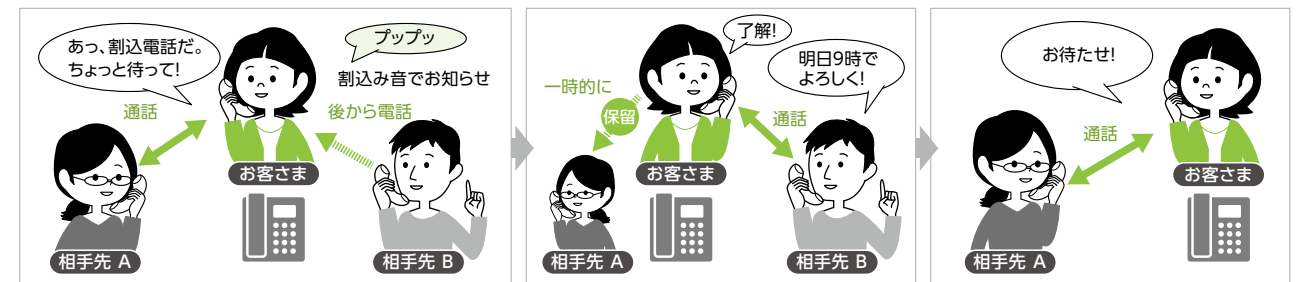 あっ、割込電話だ。
ちょっと待って!
プップッ
割込み音でお知らせ
通話
後から電話
お客さま
相手先 A
相手先 B
了解!
明日9時で
よろしく!
一時的に
保留
通話
お客さま
相手先 A
相手先 B
お待たせ!
通話
お客さま
相手先 A